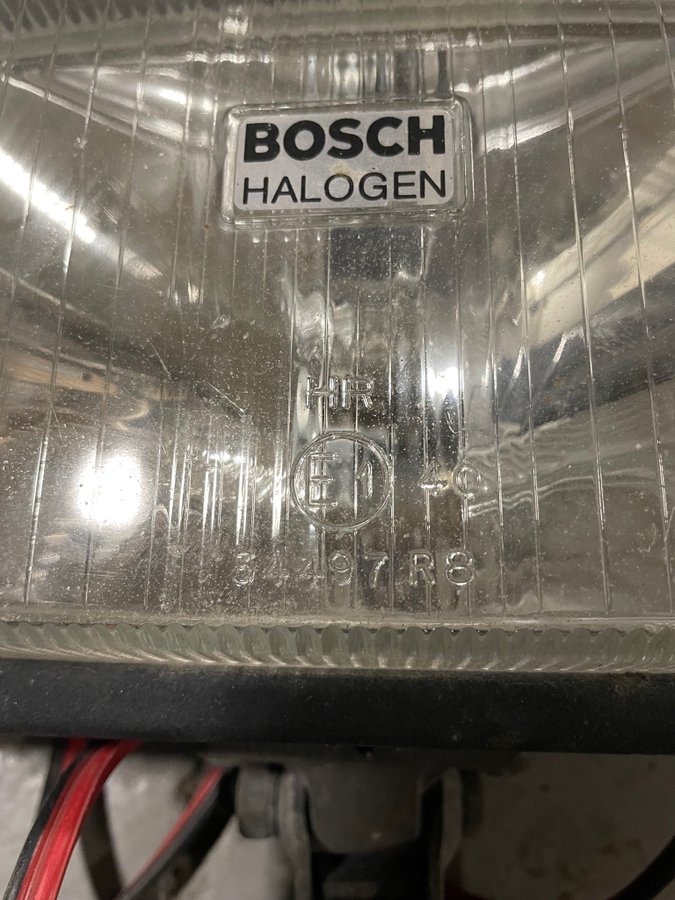 BOSCH
HALOGEN
HR
E1 40
34497 R8